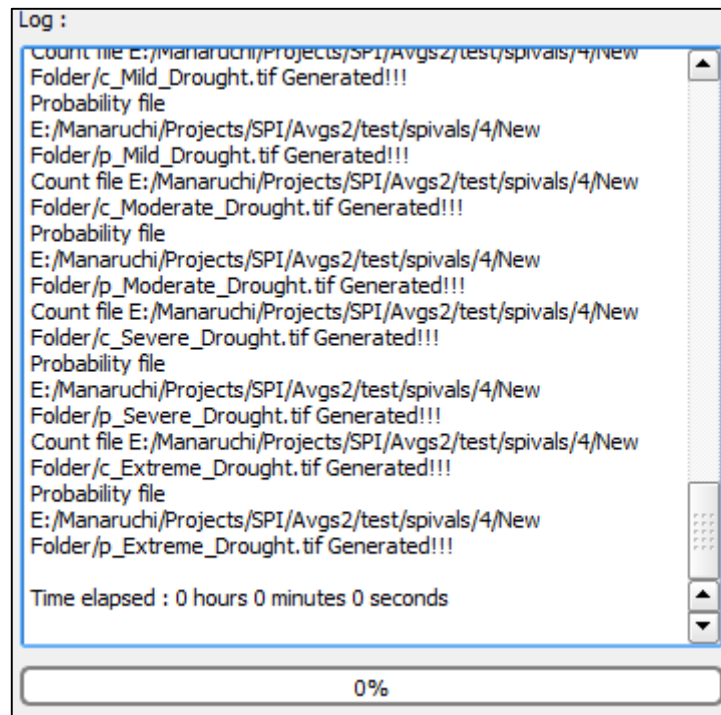 Log :
Count file E:/Manaruchi/Projects/SPI/Avgs2/test/spivals/4/New
Folder/c_Mild_Drought.tif Generated!!!
Probability file
E:/Manaruchi/Projects/SPI/Avgs2/test/spivals/4/New
Folder/p_Mild_Drought.tif Generated!!!
Count file E:/Manaruchi/Projects/SPI/Avgs2/test/spivals/4/New
Folder/c_Moderate_Drought.tif Generated!!!
Probability file
E:/Manaruchi/Projects/SPI/Avgs2/test/spivals/4/New
Folder/p_Moderate_Drought.tif Generated!!!
Count file E:/Manaruchi/Projects/SPI/Avgs2/test/spivals/4/New
Folder/c_Severe_Drought.tif Generated!!!
Probability file
E:/Manaruchi/Projects/SPI/Avgs2/test/spivals/4/New
Folder/p_Severe_Drought.tif Generated!!!
Count file E:/Manaruchi/Projects/SPI/Avgs2/test/spivals/4/New
Folder/c_Extreme_Drought.tif Generated!!!
Probability file
E:/Manaruchi/Projects/SPI/Avgs2/test/spivals/4/New
Folder/p_Extreme_Drought.tif Generated!!!
Time elapsed : 0 hours 0 minutes 0 seconds
0%